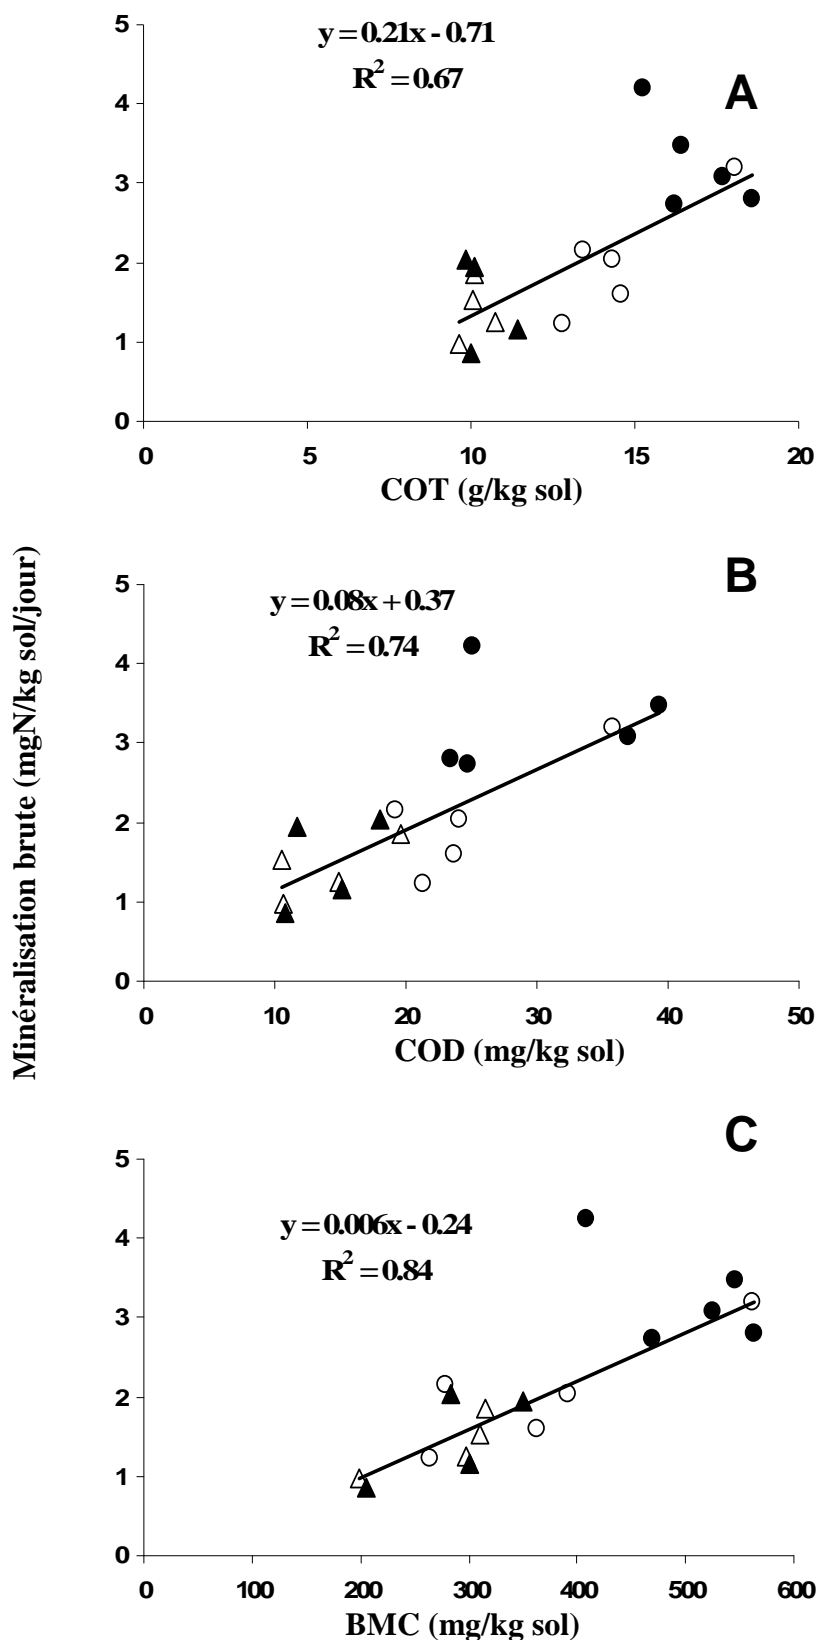 Minéralisation brute (mgN/kg sol/jour)
y = 0.21x - 0.71
R² = 0.67
A
5
4
3
2
1
0
0 5 10 15 20
COT (g/kg sol)
B
y = 0.08x + 0.37
R² = 0.74
5
4
3
2
1
0
0 10 20 30 40 50
COD (mg/kg sol)
C
y = 0.006x - 0.24
R² = 0.84
5
4
3
2
1
0
0 100 200 300 400 500 600
BMC (mg/kg sol)